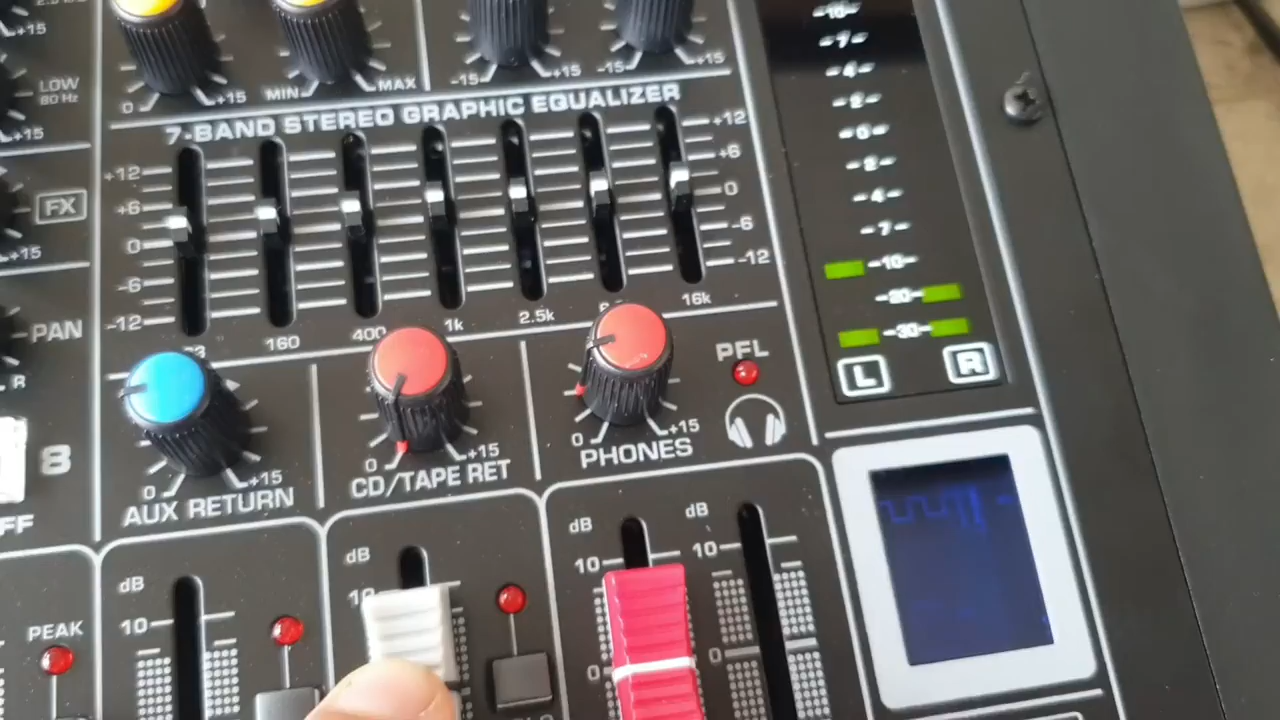 +15 0 +15 MIN MAX -15 +15 -15 +15
LOW
80 Hz
+15
7-BAND STEREO GRAPHIC EQUALIZER
+12 +12
+6 +6
0 0
-6 -6
-12 -12
160 400 1k 2.5k 16k
FX
+15
PAN
R
10
7
4
2
0
2
4
7
10
20
30
L R
PFL
0 +15
AUX RETURN
0 +15
CD/TAPE RET
0 +15
PHONES
8
FF
dB dB dB dB
10 10 10 10
PEAK
0 0